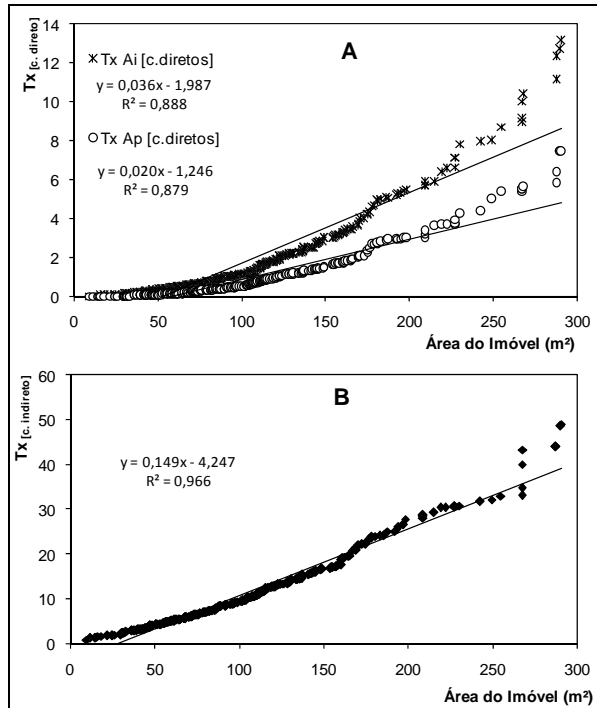 Tx [c. direto]
14
12
10
8
6
4
2
0
A
Tx Ai [c.diretos]
y = 0,036x - 1,987
R² = 0,888
Tx Ap [c.diretos]
y = 0,020x - 1,246
R² = 0,879
0 50 100 150 200 250 300
Área do Imóvel (m²)
Tx [c. indireto]
60
50
40
30
20
10
0
B
y = 0,149x - 4,247
R² = 0,966
0 50 100 150 200 250 300
Área do Imóvel (m²)